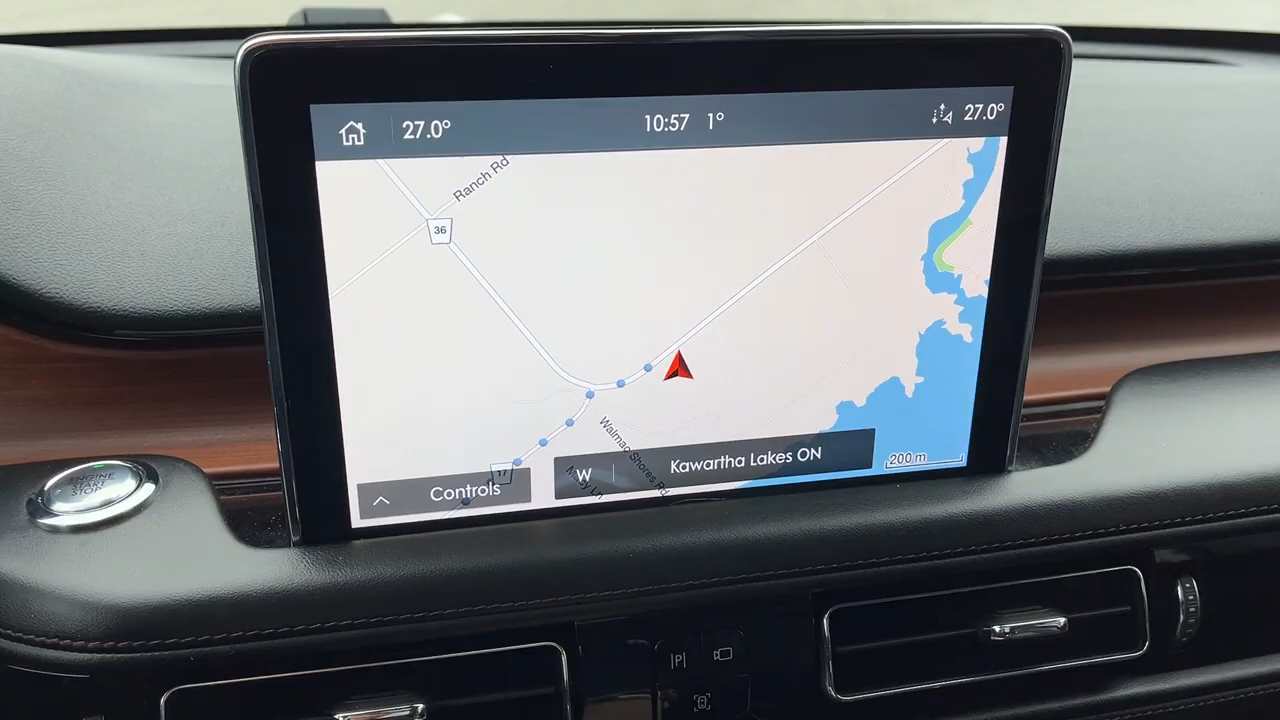 27.0°
10:57 1°
27.0°
Ranch Rd
36
Walmac Shores Rd
17
W
Kawartha Lakes ON
200 m
Controls
ENGINE
START
STOP
P